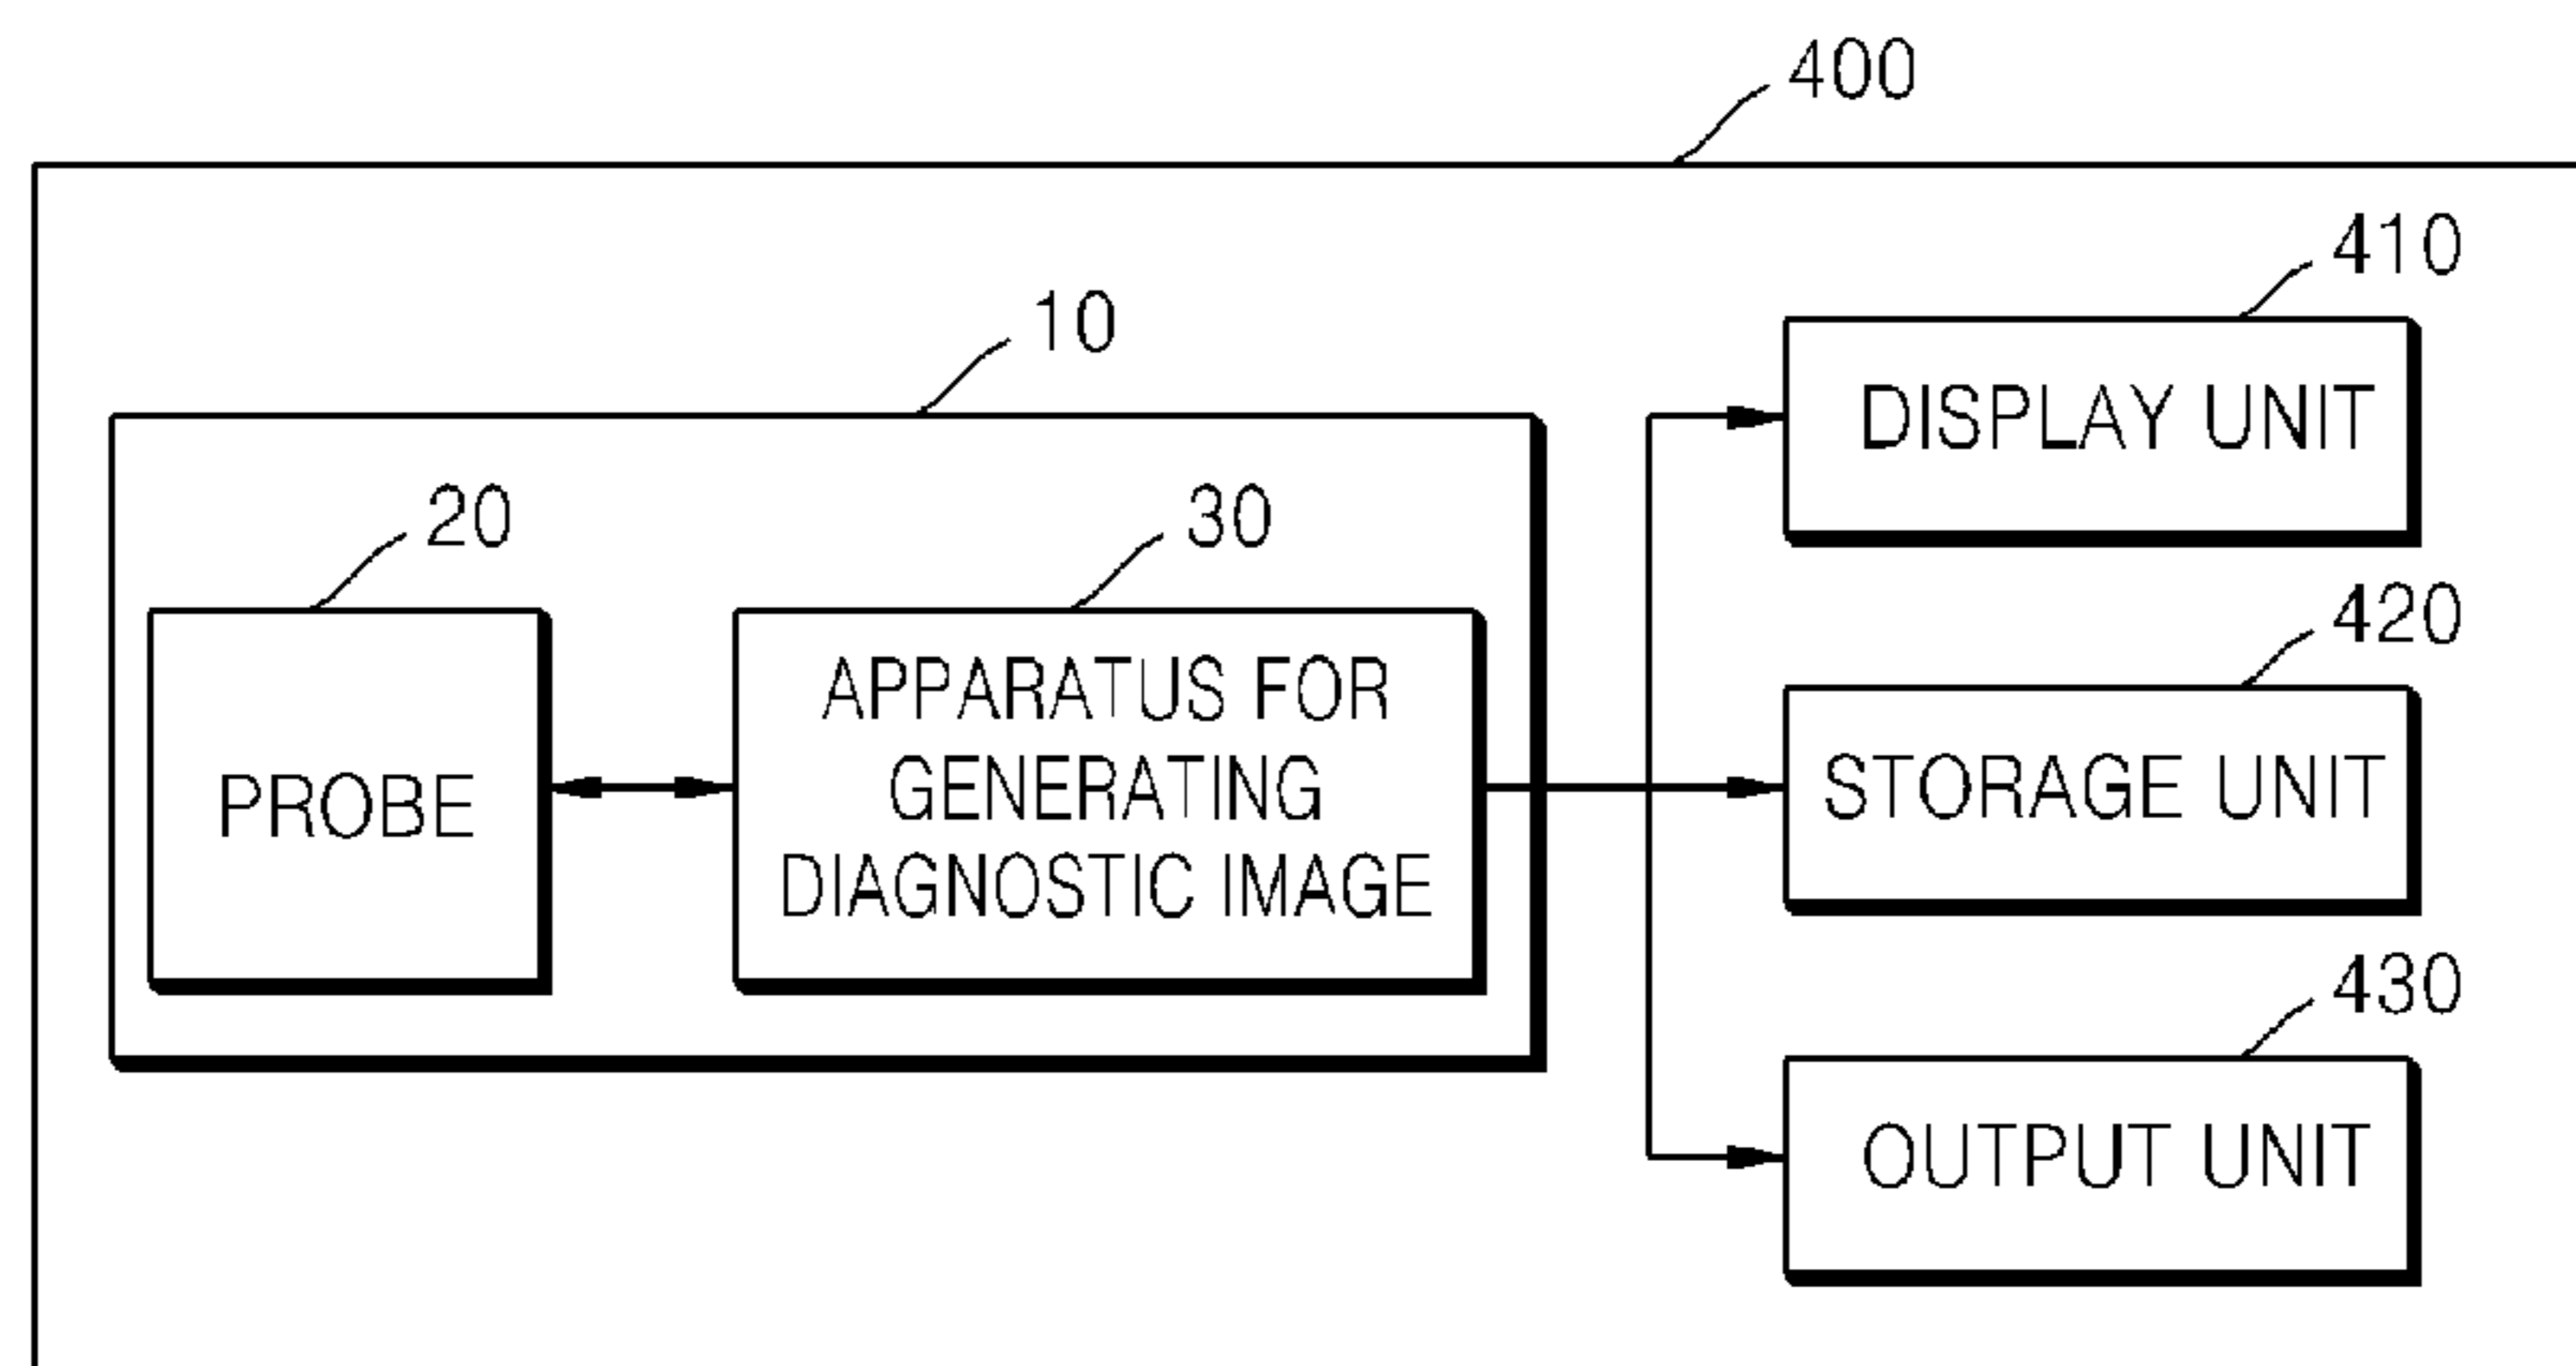 400
410
10
DISPLAY UNIT
20
30
420
APPARATUS FOR
GENERATING
DIAGNOSTIC IMAGE
PROBE
STORAGE UNIT
430
OUTPUT UNIT